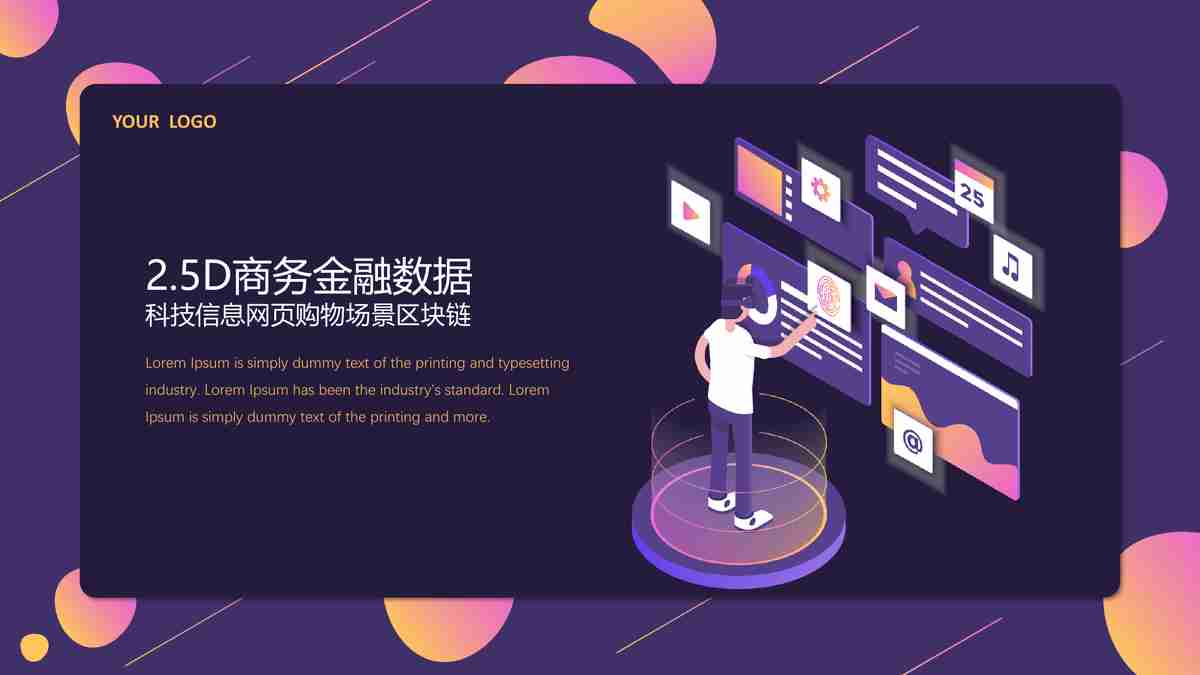 YOUR LOGO
2.5D商务金融数据
科技信息网页购物场景区块链
Lorem Ipsum is simply dummy text of the printing and typesetting
industry. Lorem Ipsum has been the industry's standard. Lorem
Ipsum is simply dummy text of the printing and more.
25
@